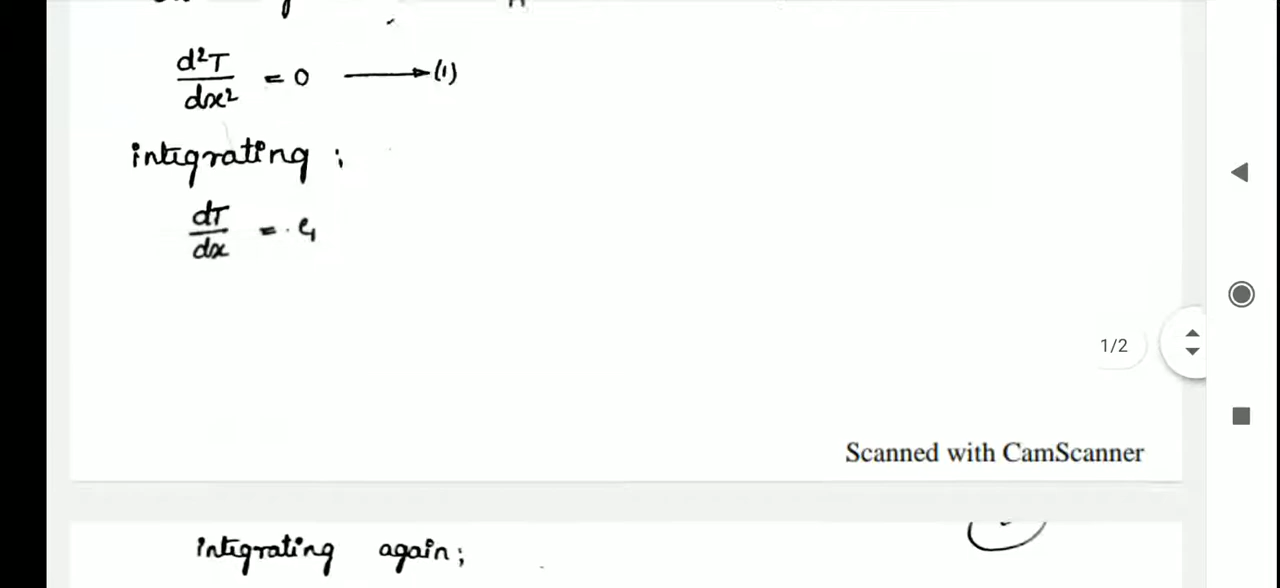 d²T/dx² = 0 ⟶ (1)
integrating ;
dT/dx = c₁
1/2
Scanned with CamScanner
integrating again;